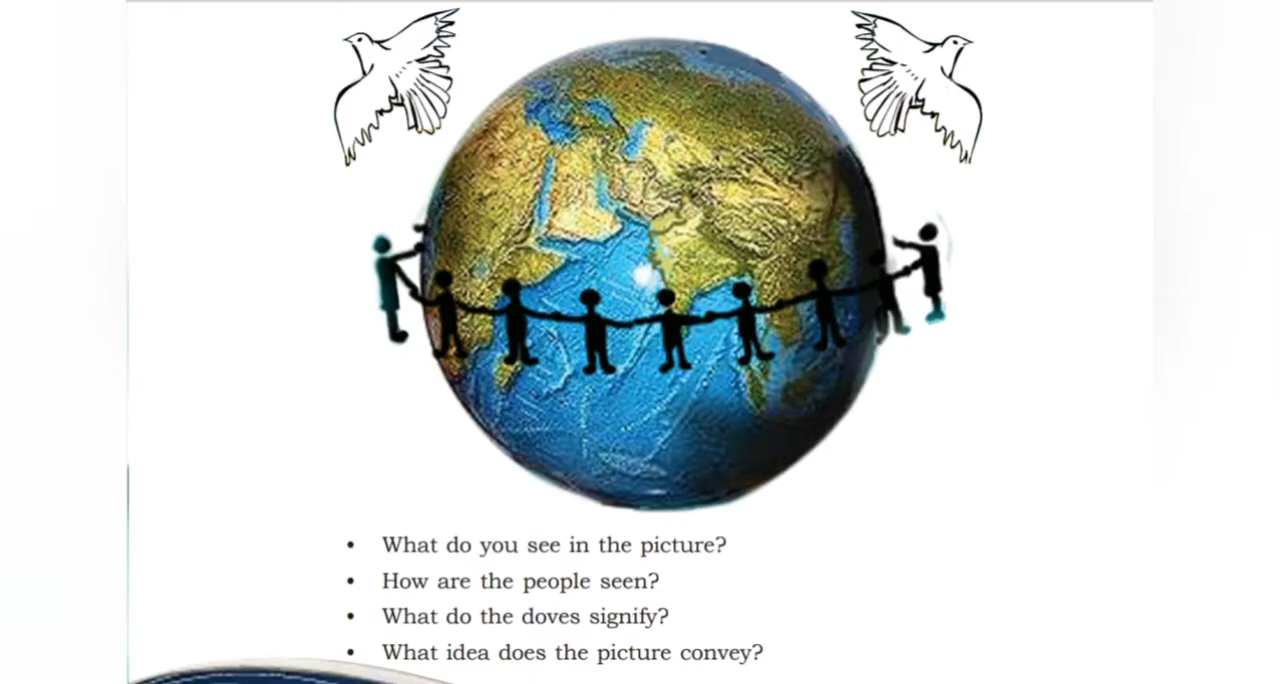 • What do you see in the picture?
• How are the people seen?
• What do the doves signify?
• What idea does the picture convey?